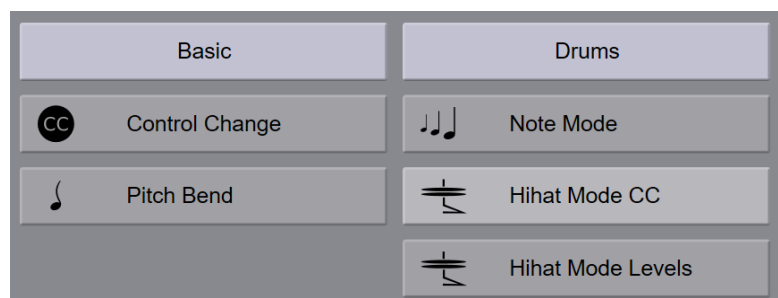 Basic
Drums
CC Control Change
Note Mode
Pitch Bend
Hihat Mode CC
Hihat Mode Levels